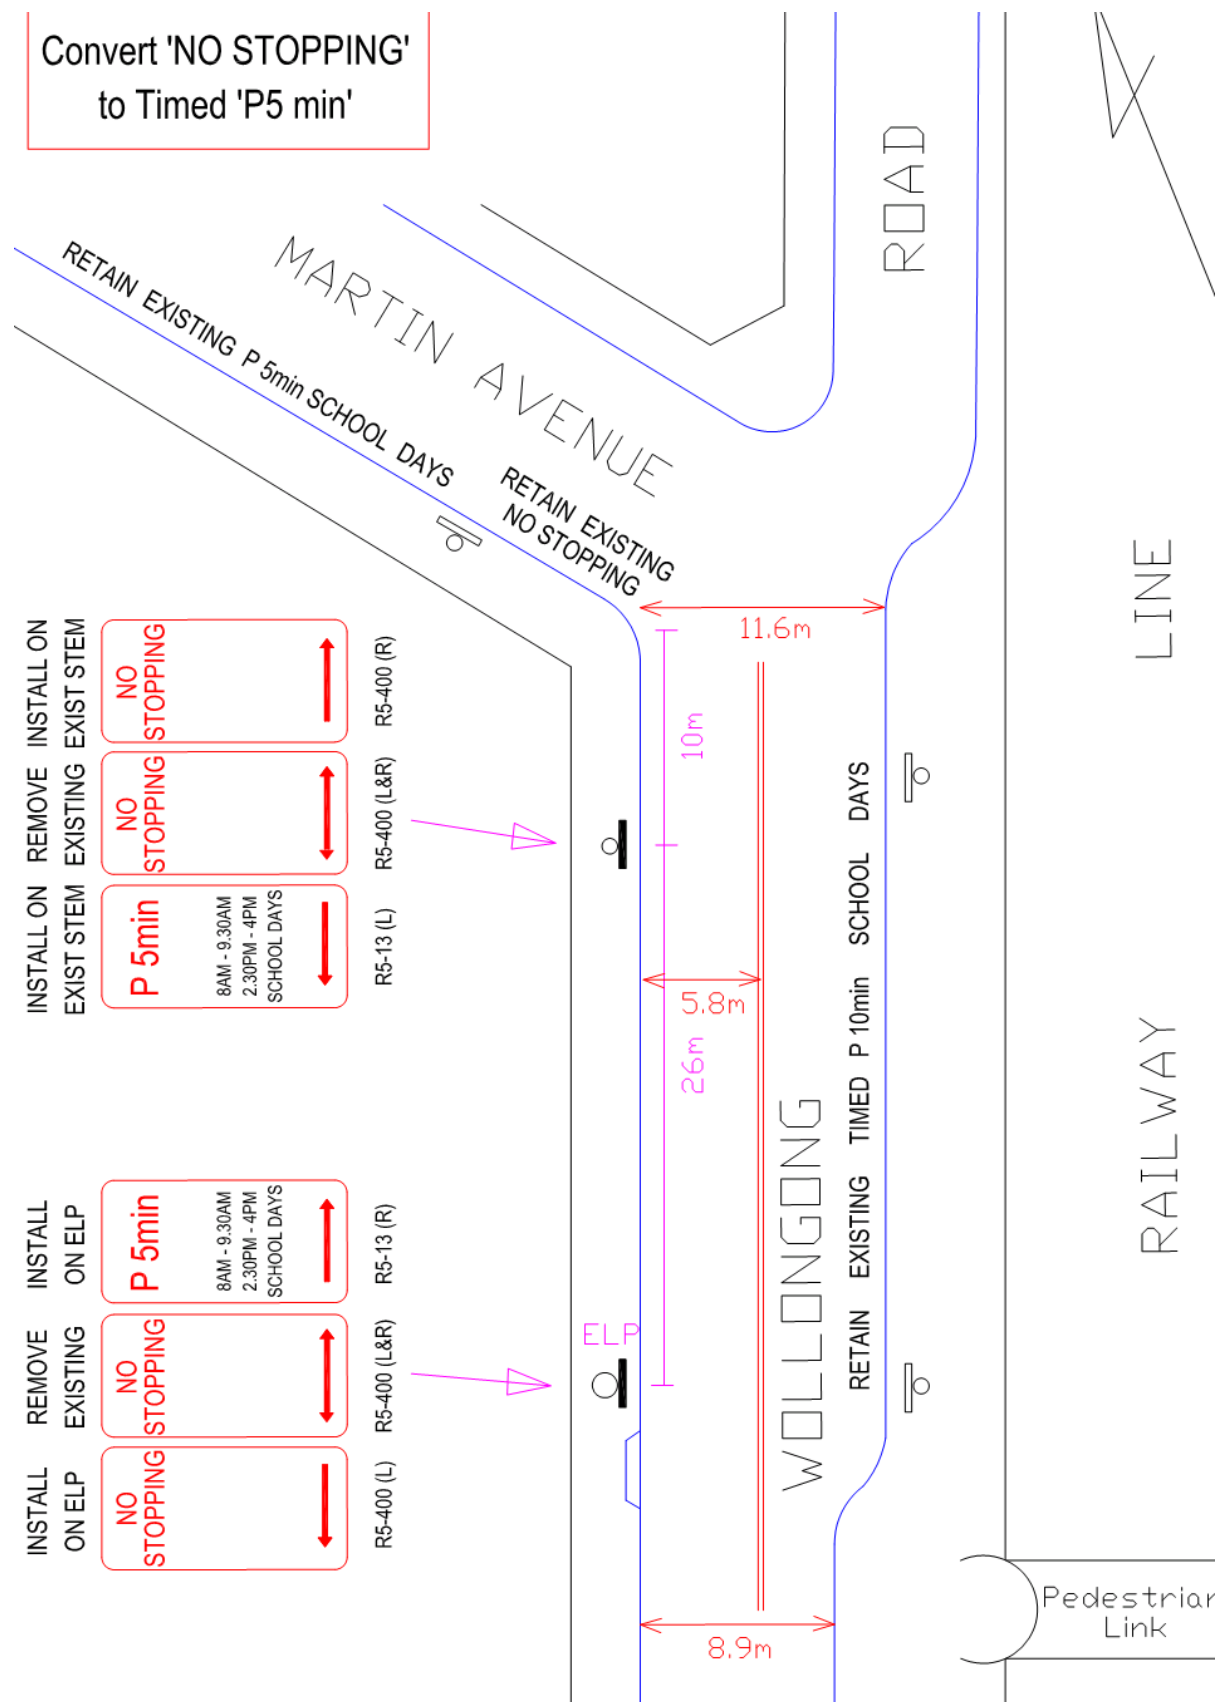 Convert 'NO STOPPING'
to Timed 'P5 min'
ROAD
MARTIN AVENUE
RETAIN EXISTING P 5min SCHOOL DAYS
RETAIN EXISTING
NO STOPPING
LINE
RAILWAY
11.6m
10m
5.8m
26m
8.9m
WOLLONGONG
RETAIN EXISTING TIMED P 10min SCHOOL DAYS
INSTALL ON
EXIST STEM
NO
STOPPING
R5-400 (R)
REMOVE
EXISTING
NO
STOPPING
R5-400 (L&R)
INSTALL ON
EXIST STEM
P 5min
8AM - 9.30AM
2.30PM - 4PM
SCHOOL DAYS
R5-13 (L)
INSTALL
ON ELP
P 5min
8AM - 9.30AM
2.30PM - 4PM
SCHOOL DAYS
R5-13 (R)
REMOVE
EXISTING
NO
STOPPING
R5-400 (L&R)
INSTALL
ON ELP
NO
STOPPING
R5-400 (L)
ELP
Pedestrian
Link